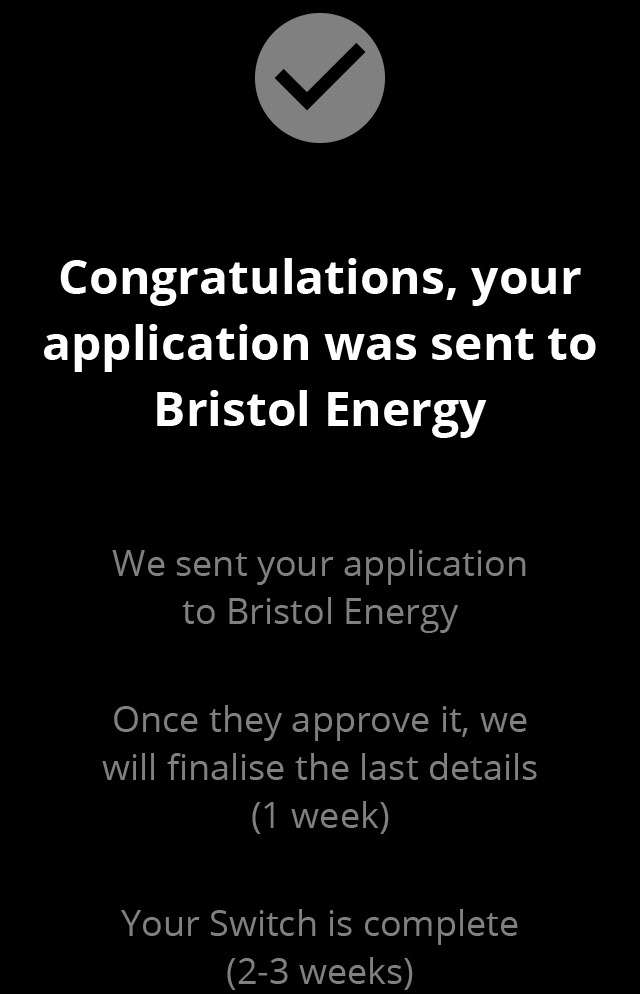 Congratulations, your
application was sent to
Bristol Energy
We sent your application
to Bristol Energy
Once they approve it, we
will finalise the last details
(1 week)
Your Switch is complete
(2-3 weeks)